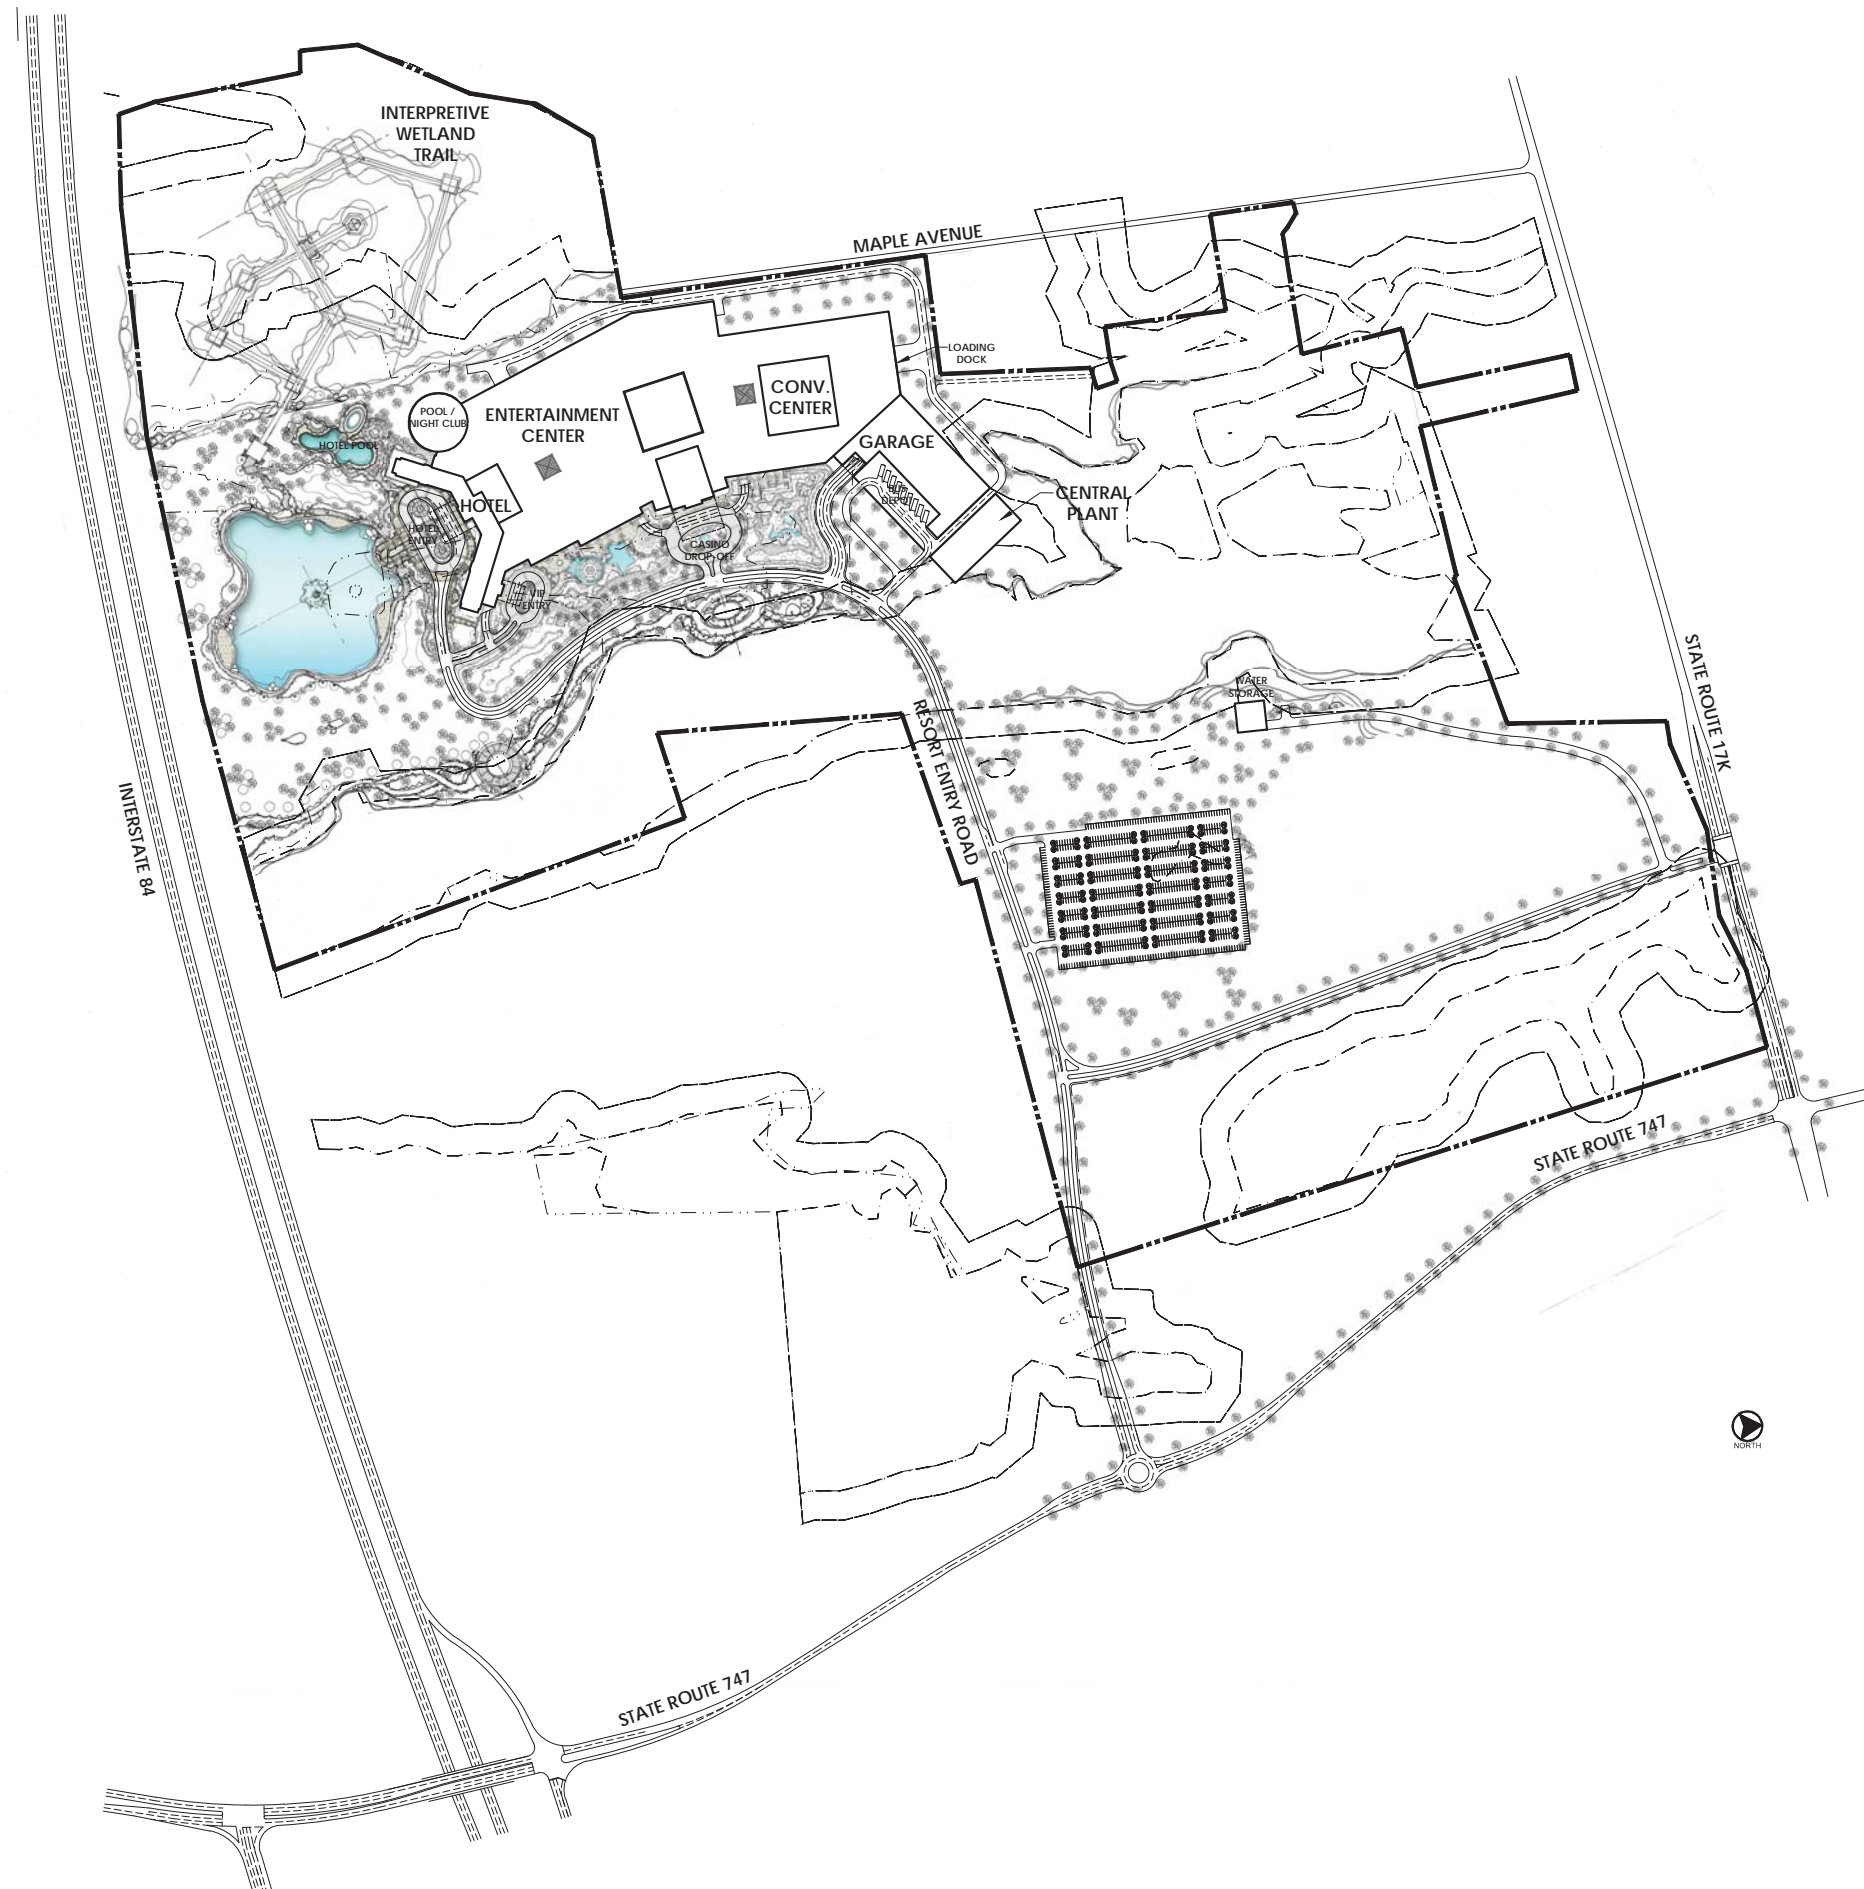 INTERPRETIVE
WETLAND
TRAIL
MAPLE AVENUE
LOADING
DOCK
CONV.
CENTER
POOL /
NIGHT CLUB
ENTERTAINMENT
CENTER
GARAGE
HOTEL POOL
BUS
DEPOT
CENTRAL
PLANT
HOTEL
HOTEL
ENTRY
CASINO
DROP-OFF
VIP
ENTRY
WATER
STORAGE
STATE ROUTE 17K
RESORT ENTRY ROAD
INTERSTATE 84
STATE ROUTE 747
NORTH
STATE ROUTE 747